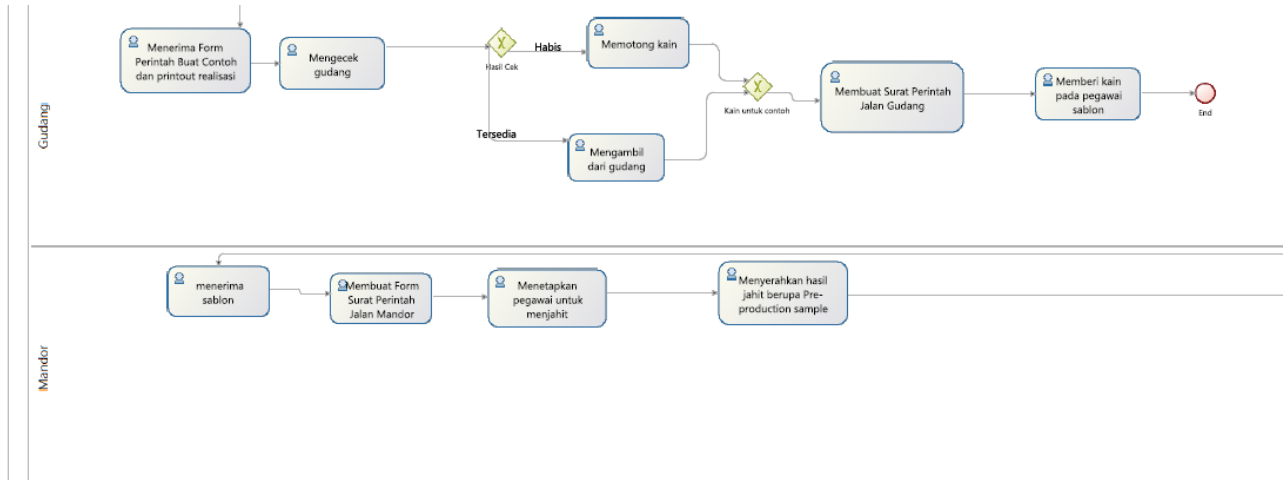 Gudang
Menerima Form
Perintah Buat Contoh
dan printout realisasi
Mengecek
gudang
Hasil Cek
Habis
Memotong kain
Tersedia
Mengambil
dari gudang
Kain untuk contoh
Membuat Surat Perintah
Jalan Gudang
Memberi kain
pada pegawai
sablon
End
Mandor
menerima
sablon
Membuat Form
Surat Perintah
Jalan Mandor
Menetapkan
pegawai untuk
menjahit
Menyerahkan hasil
jahit berupa Pre-
production sample